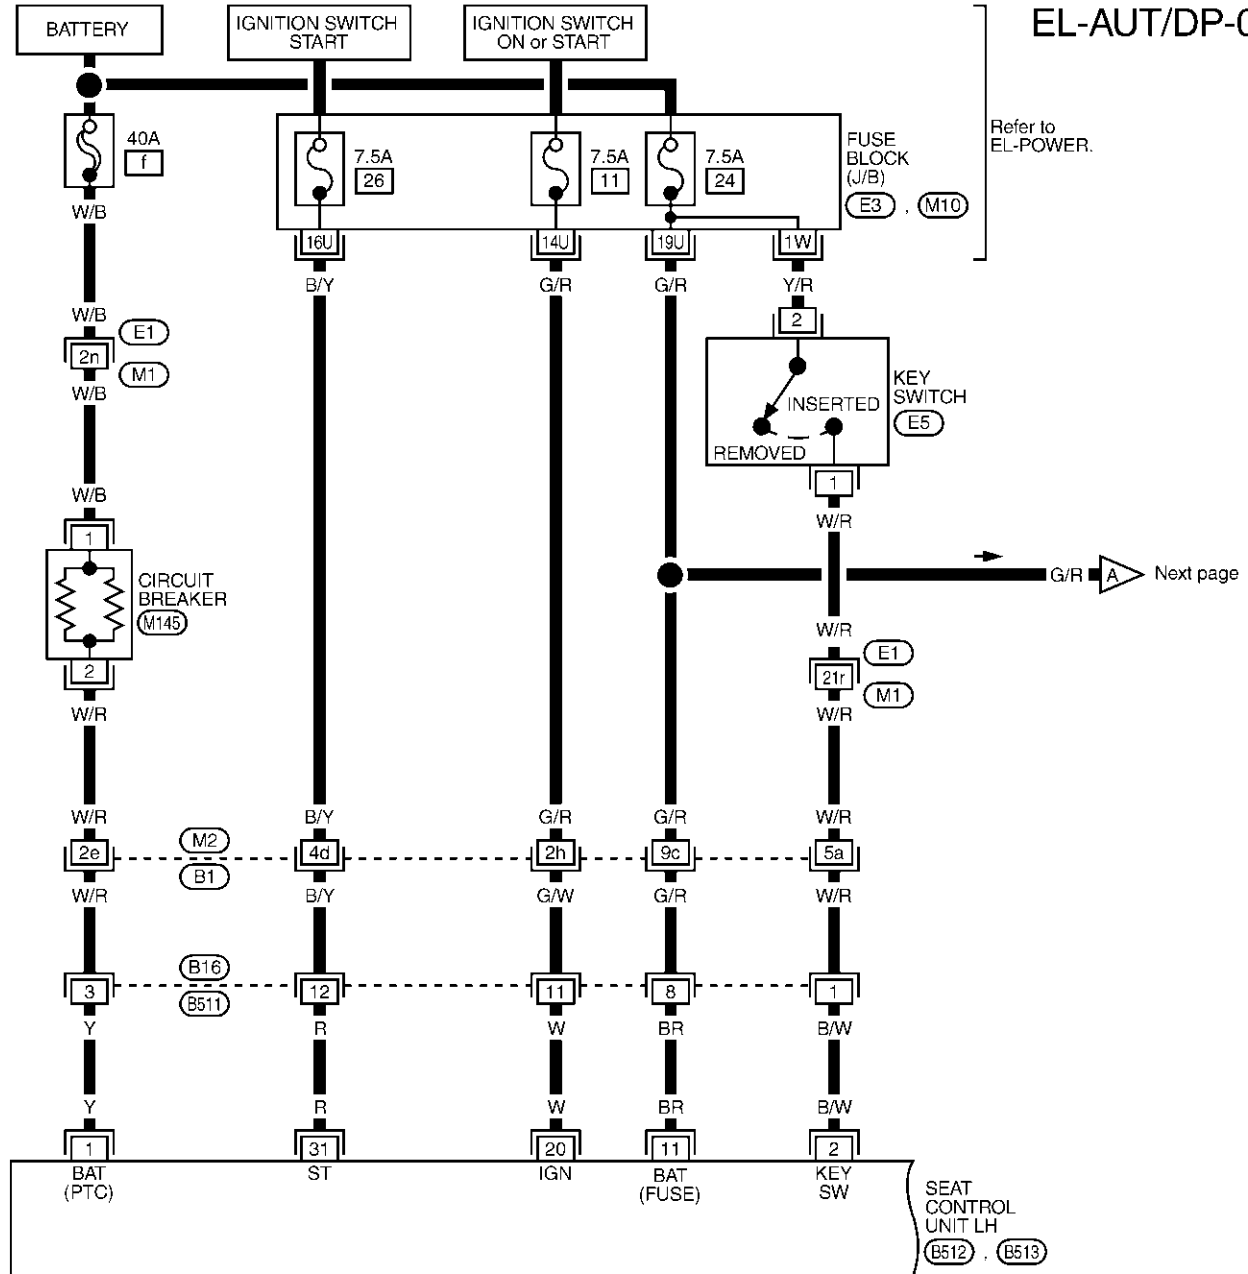 EL-AUT/DP-0
BATTERY
IGNITION SWITCH
START
IGNITION SWITCH
ON or START
Refer to
EL-POWER.
40A
f
7.5A
26
7.5A
11
7.5A
24
FUSE
BLOCK
(J/B)
E3 , M10
W/B
16U
14U
19U
1W
B/Y
G/R
G/R
Y/R
W/B
E1
2n
M1
W/B
2
KEY
SWITCH
E5
INSERTED
REMOVED
W/B
1
1
W/R
CIRCUIT
BREAKER
M145
2
G/R
A
Next page
W/R
E1
21r
M1
W/R
W/R
W/R
B/Y
G/R
G/R
W/R
2e
M2
B1
4d
2h
9c
5a
W/R
B/Y
G/W
G/R
W/R
3
B16
B511
12
11
8
1
Y
R
W
BR
B/W
Y
R
W
BR
B/W
1
31
20
11
2
BAT
(PTC)
ST
IGN
BAT
(FUSE)
KEY
SW
SEAT
CONTROL
UNIT LH
B512 , B513